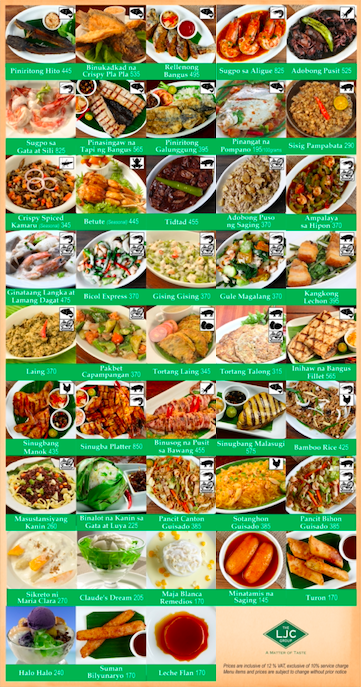 Piniritong Hito 445
Binukadkad na
Crispy Pla Pla 535
Rellenong
Bangus 495
Sugpo sa Aligue 825
Adobong Pusit 525
Sugpo sa
Gata at Sili 825
Pinasingaw na
Tapi ng Bangus 565
Piniritong
Galunggong 295
Pinangat na
Pompano 195/100grams
Sisig Pampabata 290
Crispy Spiced
Kamaru (Seasonal) 345
Betute (Seasonal) 445
Tidtad 455
Adobong Puso
ng Saging 370
Ampalaya
sa Hipon 370
Ginataang Langka at
Lamang Dagat 475
Bicol Express 370
Gising Gising 370
Gule Magalang 370
Kangkong
Lechon 395
Laing 370
Pakbet
Capampangan 370
Tortang Laing 345
Tortang Talong 315
Inihaw na Bangus
Fillet 565
Sinugbang
Manok 435
Sinugba Platter 650
Binusog na Pusit
sa Bawang 455
Sinugbang Malasugi
575
Bamboo Rice 425
Masustansiyang
Kanin 260
Binalot na Kanin sa
Gata at Luya 225
Pancit Canton
Guisado 385
Sotanghon
Guisado 385
Pancit Bihon
Guisado 385
Sikreto ni
Maria Clara 270
Claude's Dream 205
Maja Blanca
Remedios 170
Minatamis na
Saging 145
Turon 170
Halo Halo 240
Suman
Bilyunaryo 170
Leche Flan 170
THE
LJC
GROUP
A MATTER OF TASTE
Prices are inclusive of 12 % VAT, exclusive of 10% service charge
Menu items and prices are subject to change without prior notice